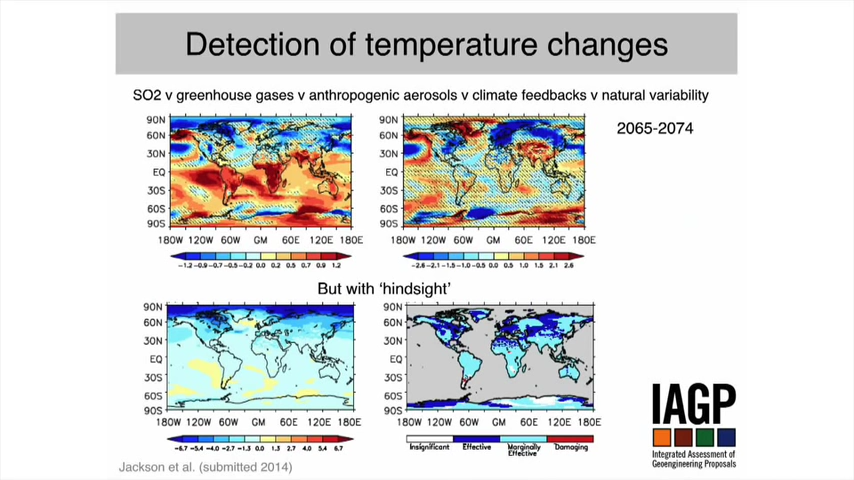 Detection of temperature changes
SO2 v greenhouse gases v anthropogenic aerosols v climate feedbacks v natural variability
2065-2074
90N
60N
30N
EQ
30S
60S
90S
180W 120W 60W GM 60E 120E 180E
-1.2 -0.9 -0.7 -0.5 -0.2 0.0 0.2 0.5 0.7 0.9 1.2
90N
60N
30N
EQ
30S
60S
90S
180W 120W 60W GM 60E 120E 180E
-2.6 -2.1 -1.5 -1.0 -0.5 0.0 0.5 1.0 1.5 2.1 2.6
But with ‘hindsight’
90N
60N
30N
EQ
30S
60S
90S
180W 120W 60W GM 60E 120E 180E
-6.7 -5.4 -4.0 -2.7 -1.3 0.0 1.3 2.7 4.0 5.4 6.7
90N
60N
30N
EQ
30S
60S
90S
180W 120W 60W GM 60E 120E 180E
Insignificant Effective Marginally Damaging
Effective
IAGP
Integrated Assessment of
Geoengineering Proposals
Jackson et al. (submitted 2014)